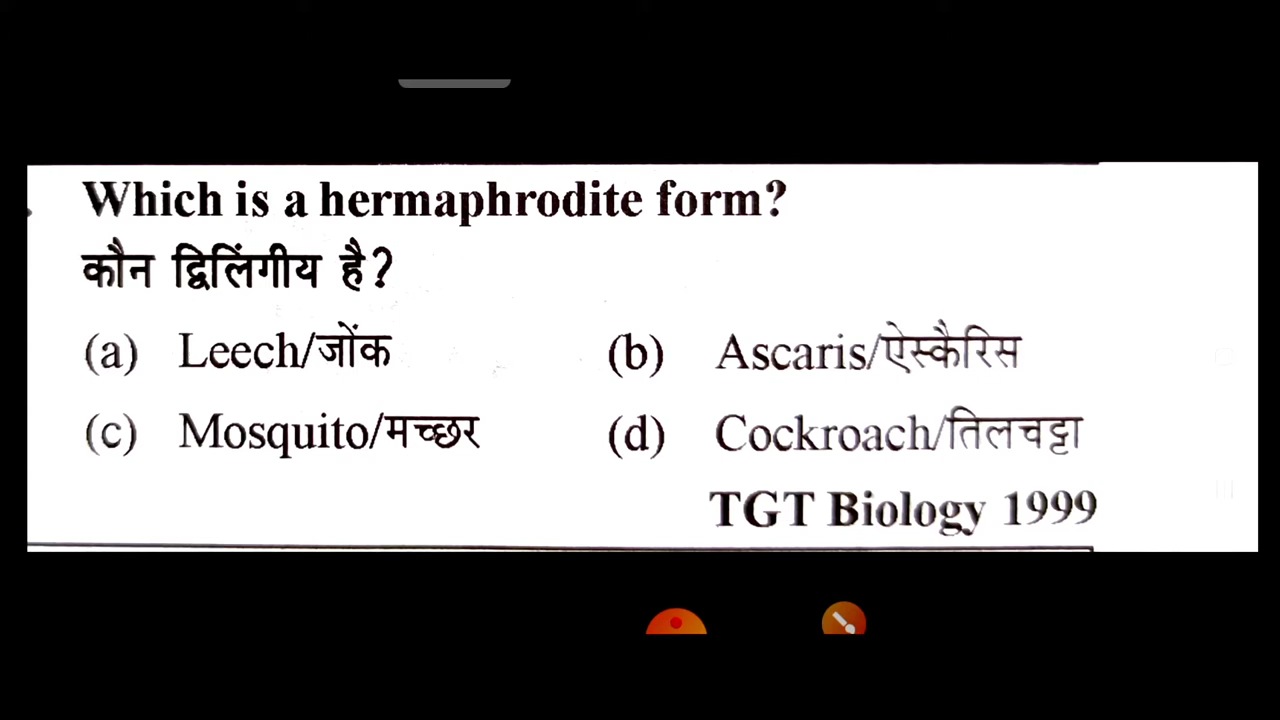 Which is a hermaphrodite form?
कौन द्विलिंगीय है?
(a) Leech/जोंक (b) Ascaris/ऐस्कैरिस
(c) Mosquito/मच्छर (d) Cockroach/तिलचट्टा
TGT Biology 1999